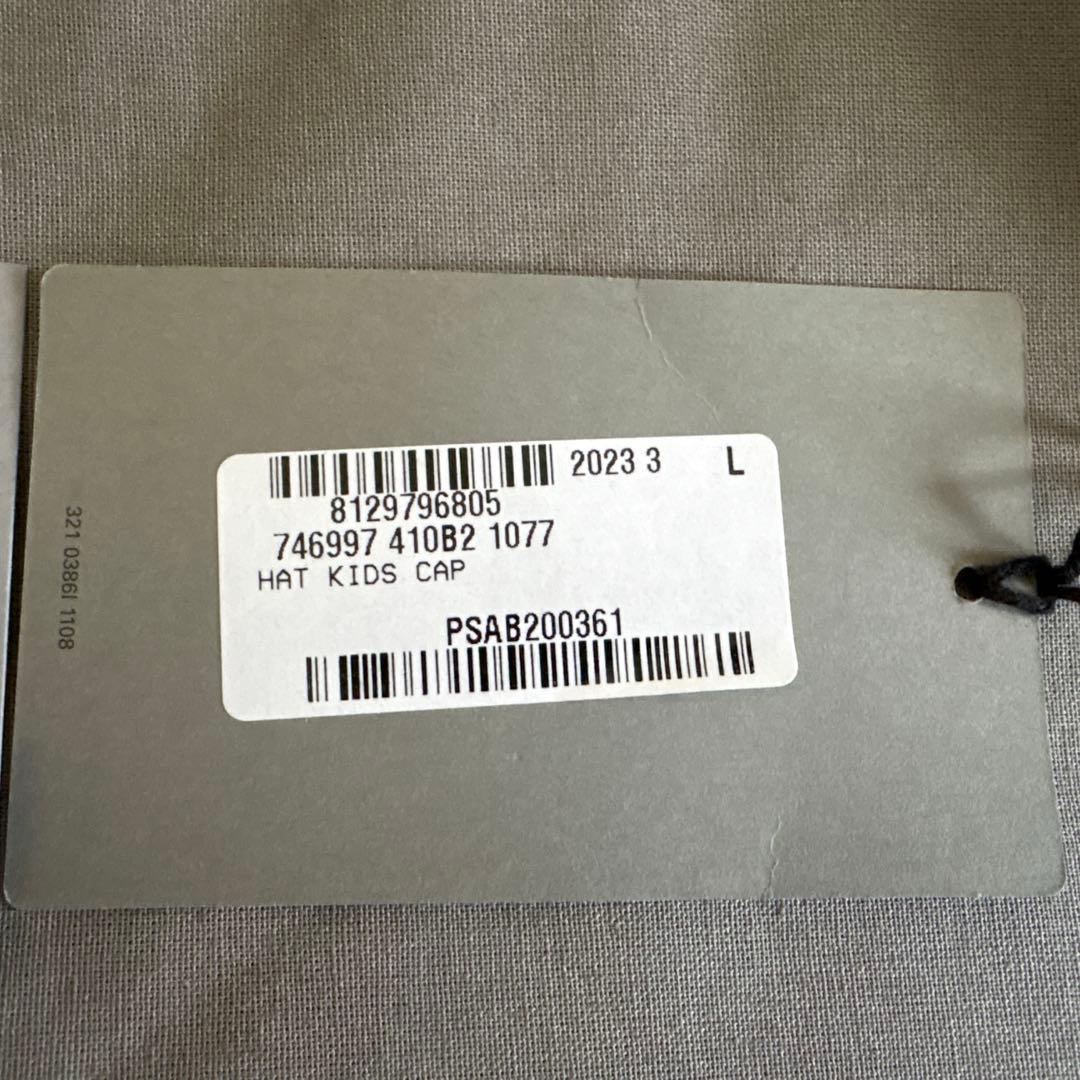 2023 3 L
8129796805
746997 410B2 1077
HAT KIDS CAP
PSAB200361
321 0386I 1108